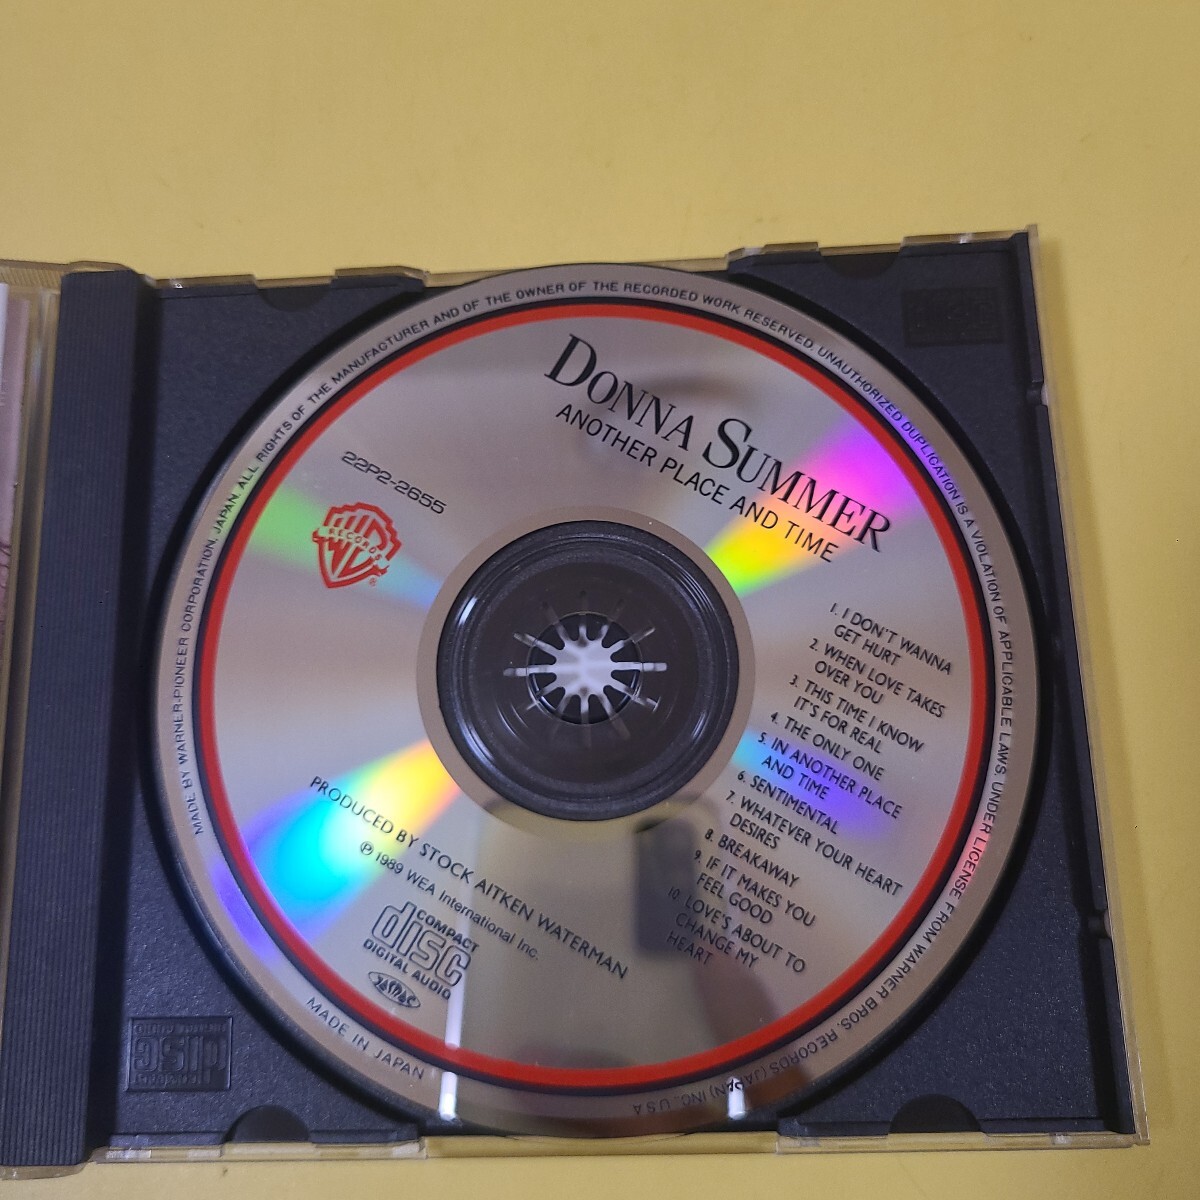 DONNA SUMMER
ANOTHER PLACE AND TIME
22P2-2655
RECORDS
®
1. I DON'T WANNA
GET HURT
2. WHEN LOVE TAKES
OVER YOU
3. THIS TIME I KNOW
IT'S FOR REAL
4. THE ONLY ONE
5. IN ANOTHER PLACE
AND TIME
6. SENTIMENTAL
7. WHATEVER YOUR HEART
DESIRES
8. BREAKAWAY
9. IF IT MAKES YOU
FEEL GOOD
10. LOVE'S ABOUT TO
CHANGE MY
HEART
PRODUCED BY STOCK AITKEN WATERMAN
℗ 1989 WEA International Inc.
COMPACT
disc
DIGITAL AUDIO
JASRAC
MADE IN JAPAN
MADE BY WARNER-PIONEER CORPORATION, JAPAN. ALL RIGHTS OF THE MANUFACTURER AND OF THE OWNER OF THE RECORDED WORK RESERVED. UNAUTHORIZED DUPLICATION IS A VIOLATION OF APPLICABLE LAWS. UNDER LICENSE FROM WARNER BROS. RECORDS (JAPAN) INC., U.S.A.
disc